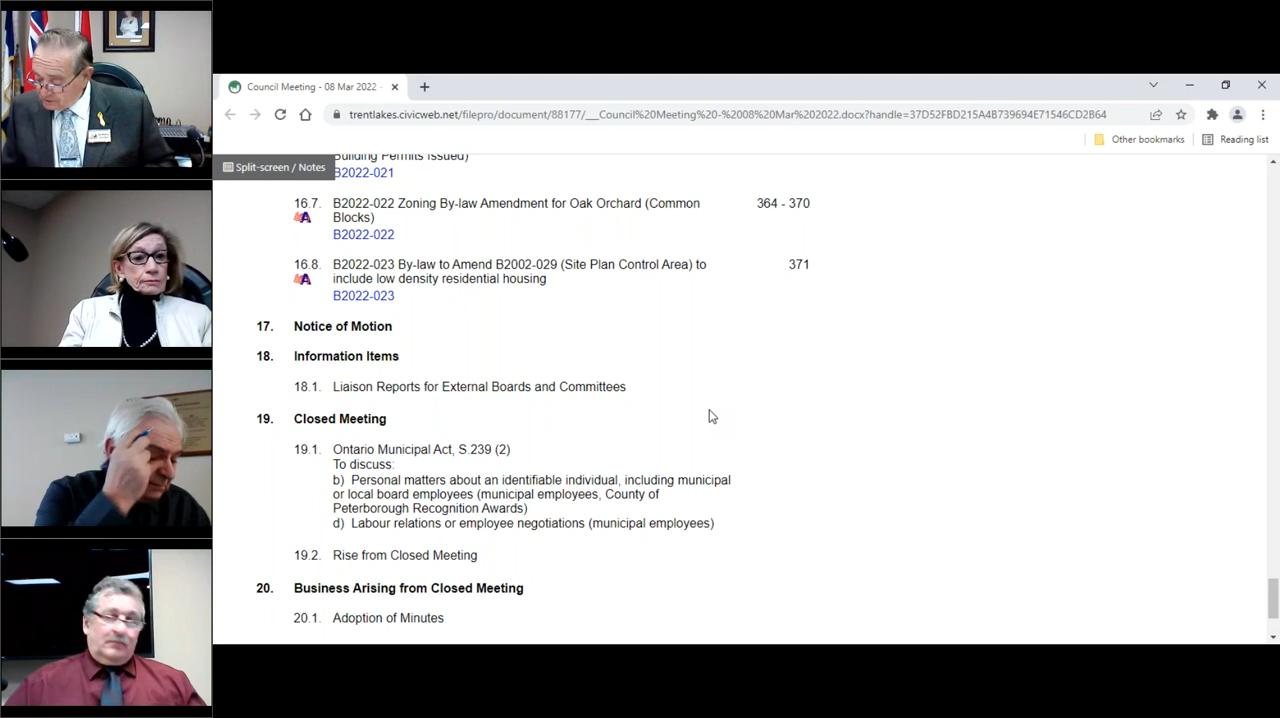 Council Meeting - 08 Mar 2022 -
trentlakes.civicweb.net/filepro/document/88177/__Council%20Meeting%20-%2008%20Mar%202022.docx?handle=37D52FBD215A4B739694E71546CD2B64
Other bookmarks
Reading list
Split-screen / Notes
Building Permits Issued)
B2022-021
16.7. B2022-022 Zoning By-law Amendment for Oak Orchard (Common 364 - 370
Blocks)
B2022-022
16.8. B2022-023 By-law to Amend B2002-029 (Site Plan Control Area) to 371
include low density residential housing
B2022-023
17. Notice of Motion
18. Information Items
18.1. Liaison Reports for External Boards and Committees
19. Closed Meeting
19.1. Ontario Municipal Act, S.239 (2)
To discuss:
b) Personal matters about an identifiable individual, including municipal
or local board employees (municipal employees, County of
Peterborough Recognition Awards)
d) Labour relations or employee negotiations (municipal employees)
19.2. Rise from Closed Meeting
20. Business Arising from Closed Meeting
20.1. Adoption of Minutes